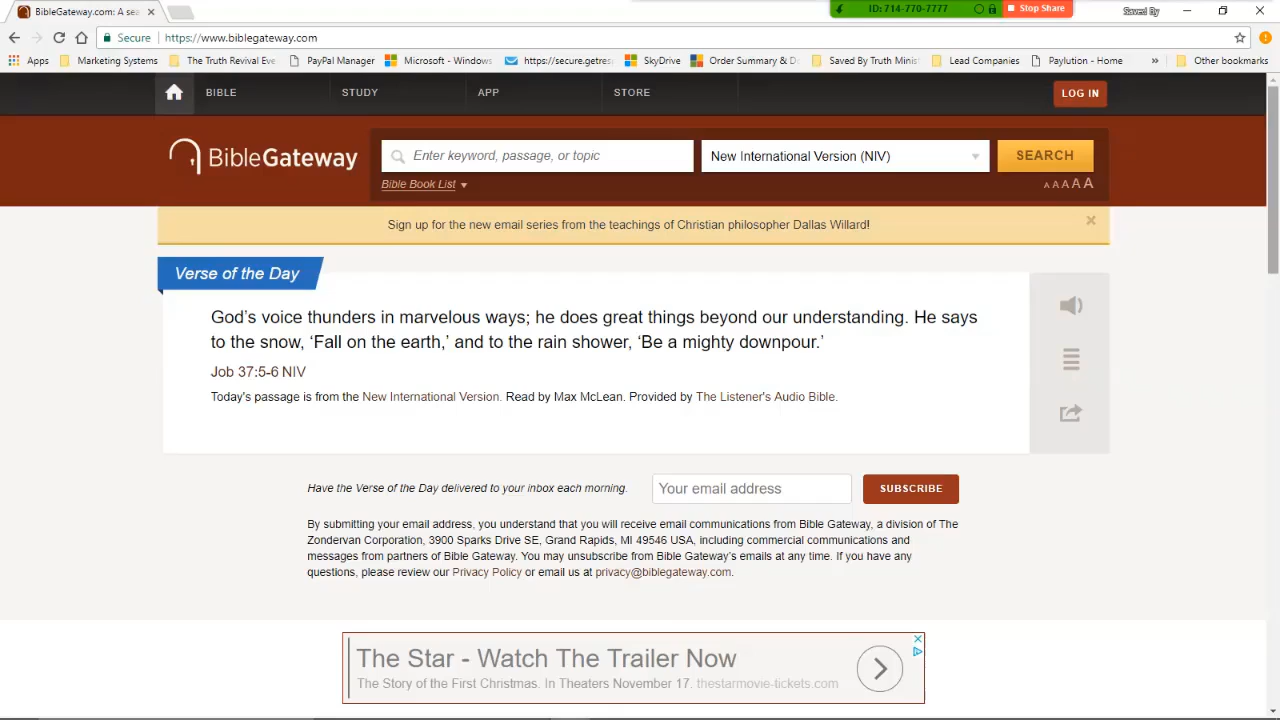 BibleGateway.com: A sea
ID: 714-770-7777
Stop Share
Saved By
Secure
https://www.biblegateway.com
Apps
Marketing Systems
The Truth Revival Eve
PayPal Manager
Microsoft - Windows
https://secure.getres
SkyDrive
Order Summary & D
Saved By Truth Minis
Lead Companies
Paylution - Home
»
Other bookmarks
BIBLE
STUDY
APP
STORE
LOG IN
BibleGateway
Enter keyword, passage, or topic
New International Version (NIV)
SEARCH
Bible Book List
A A A A A
Sign up for the new email series from the teachings of Christian philosopher Dallas Willard!
Verse of the Day
God’s voice thunders in marvelous ways; he does great things beyond our understanding. He says
to the snow, ‘Fall on the earth,’ and to the rain shower, ‘Be a mighty downpour.’
Job 37:5-6 NIV
Today's passage is from the New International Version. Read by Max McLean. Provided by The Listener's Audio Bible.
Have the Verse of the Day delivered to your inbox each morning.
Your email address
SUBSCRIBE
By submitting your email address, you understand that you will receive email communications from Bible Gateway, a division of The
Zondervan Corporation, 3900 Sparks Drive SE, Grand Rapids, MI 49546 USA, including commercial communications and
messages from partners of Bible Gateway. You may unsubscribe from Bible Gateway’s emails at any time. If you have any
questions, please review our Privacy Policy or email us at privacy@biblegateway.com.
The Star - Watch The Trailer Now
The Story of the First Christmas. In Theaters November 17. thestarmovie-tickets.com